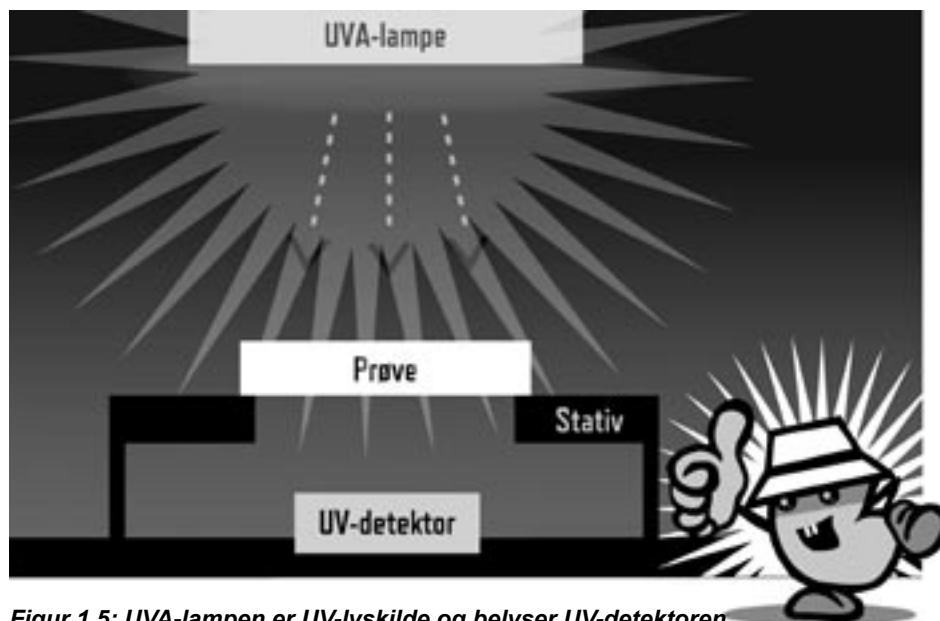 UVA-lampe
Prøve
Stativ
UV-detektor
Figur 1.5: UVA-lampen er UV-lyskilde og belyser UV-detektoren